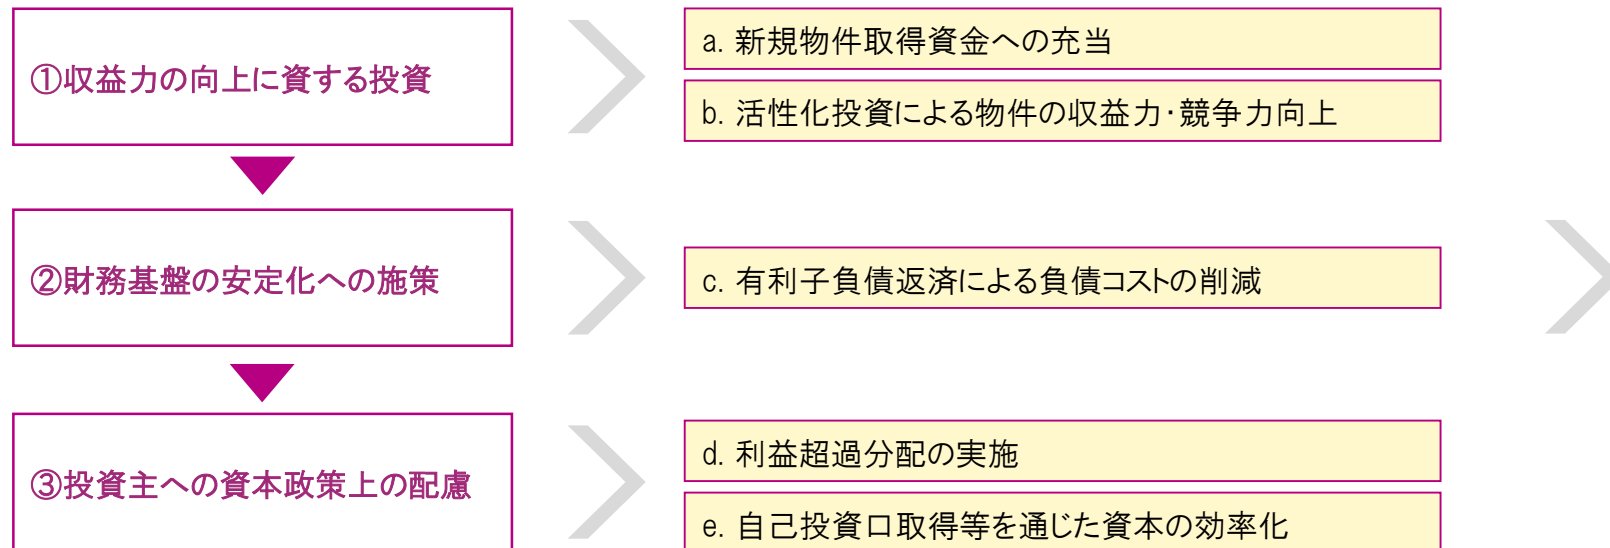 ①収益力の向上に資する投資
a. 新規物件取得資金への充当
b. 活性化投資による物件の収益力・競争力向上
②財務基盤の安定化への施策
c. 有利子負債返済による負債コストの削減
③投資主への資本政策上の配慮
d. 利益超過分配の実施
e. 自己投資口取得等を通じた資本の効率化